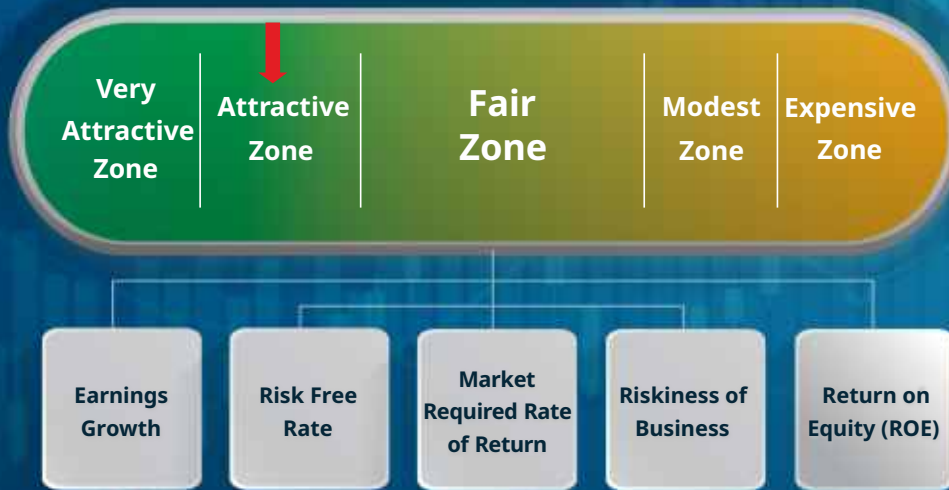 Very
Attractive
Zone
Attractive
Zone
Fair
Zone
Modest
Zone
Expensive
Zone
Earnings
Growth
Risk Free
Rate
Market
Required Rate
of Return
Riskiness of
Business
Return on
Equity (ROE)